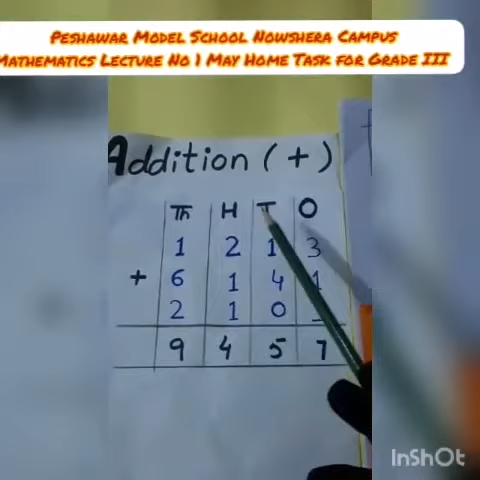 Peshawar Model School Nowshera Campus
Mathematics Lecture No 1 May Home Task for Grade III
Addition (+)
Th H T O
1 2 1 3
+ 6 1 4 1
2 1 0
9 4 5 7
InShOt